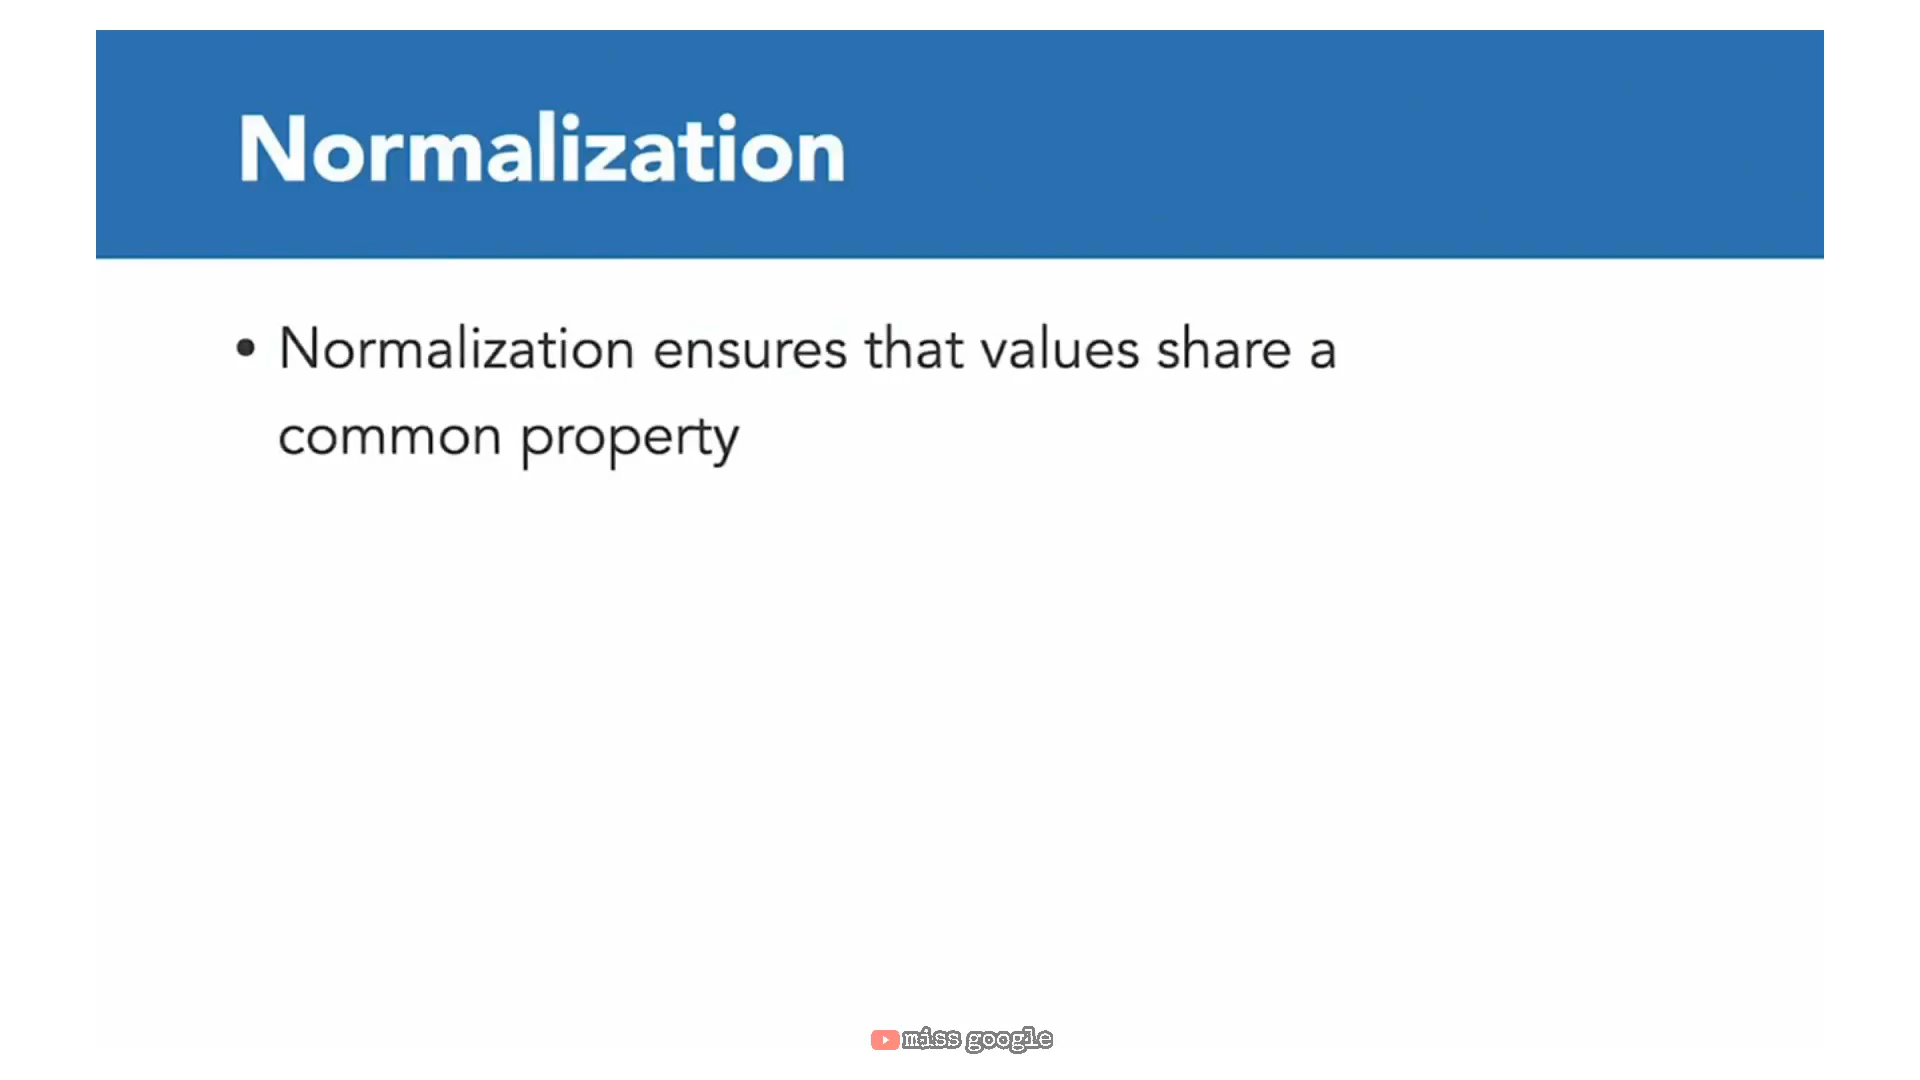 Normalization
• Normalization ensures that values share a
common property
miss google